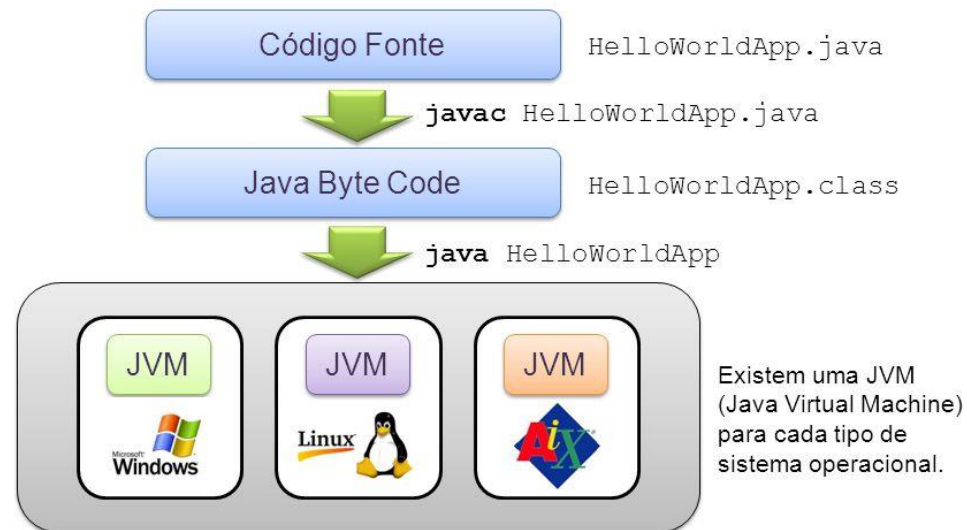 Código Fonte
HelloWorldApp.java
javac HelloWorldApp.java
Java Byte Code
HelloWorldApp.class
java HelloWorldApp
JVM
JVM
JVM
Microsoft
Windows
Linux
AiX
Existem uma JVM
(Java Virtual Machine)
para cada tipo de
sistema operacional.